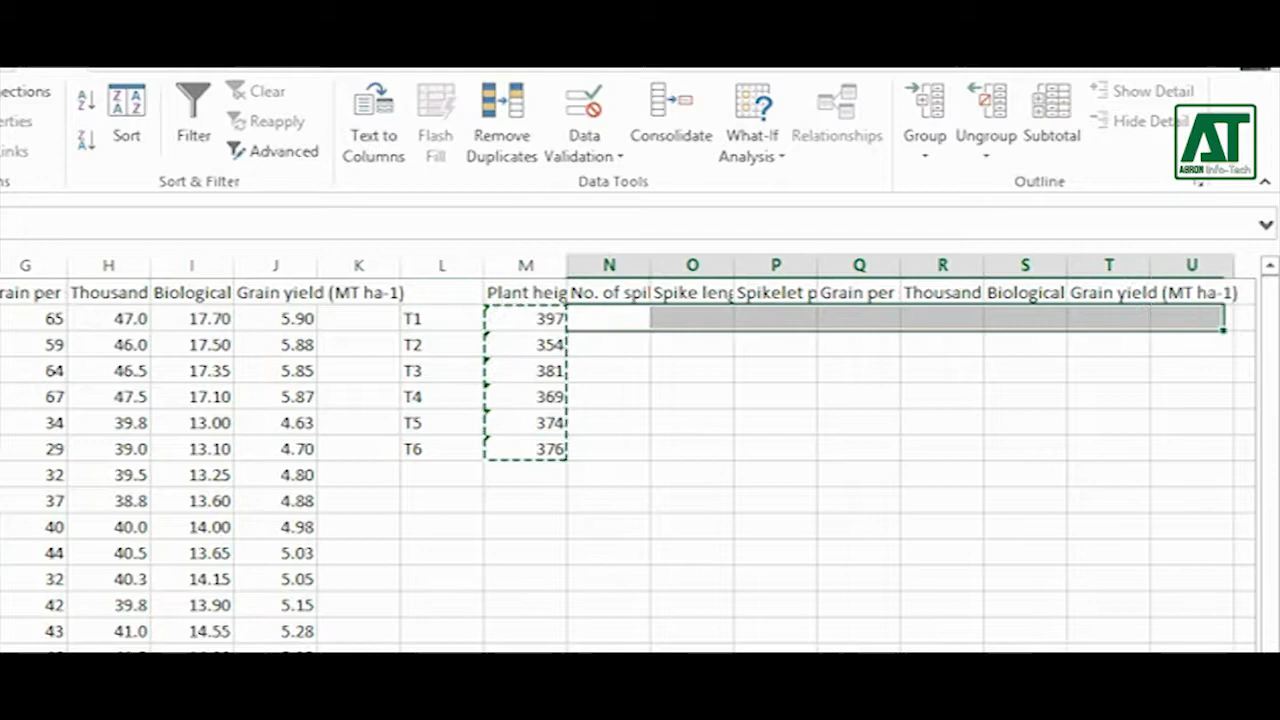 ections
Clear
erties
Sort
Filter
Reapply
inks
Advanced
Text to Columns
Flash Fill
Remove Duplicates
Data Validation
Consolidate
What-If Analysis
Relationships
Group
Ungroup
Subtotal
Show Detail
Hide Detail
Sort & Filter
Data Tools
Outline
AT
ABRON Info-Tech
G H I J K L M N O P Q R S T U
rain per Thousand Biological Grain yield (MT ha-1) Plant heig No. of spil Spike leng Spikelet p Grain per Thousand Biological Grain yield (MT ha-1)
65 47.0 17.70 5.90 T1 397
59 46.0 17.50 5.88 T2 354
64 46.5 17.35 5.85 T3 381
67 47.5 17.10 5.87 T4 369
34 39.8 13.00 4.63 T5 374
29 39.0 13.10 4.70 T6 376
32 39.5 13.25 4.80
37 38.8 13.60 4.88
40 40.0 14.00 4.98
44 40.5 13.65 5.03
32 40.3 14.15 5.05
42 39.8 13.90 5.15
43 41.0 14.55 5.28